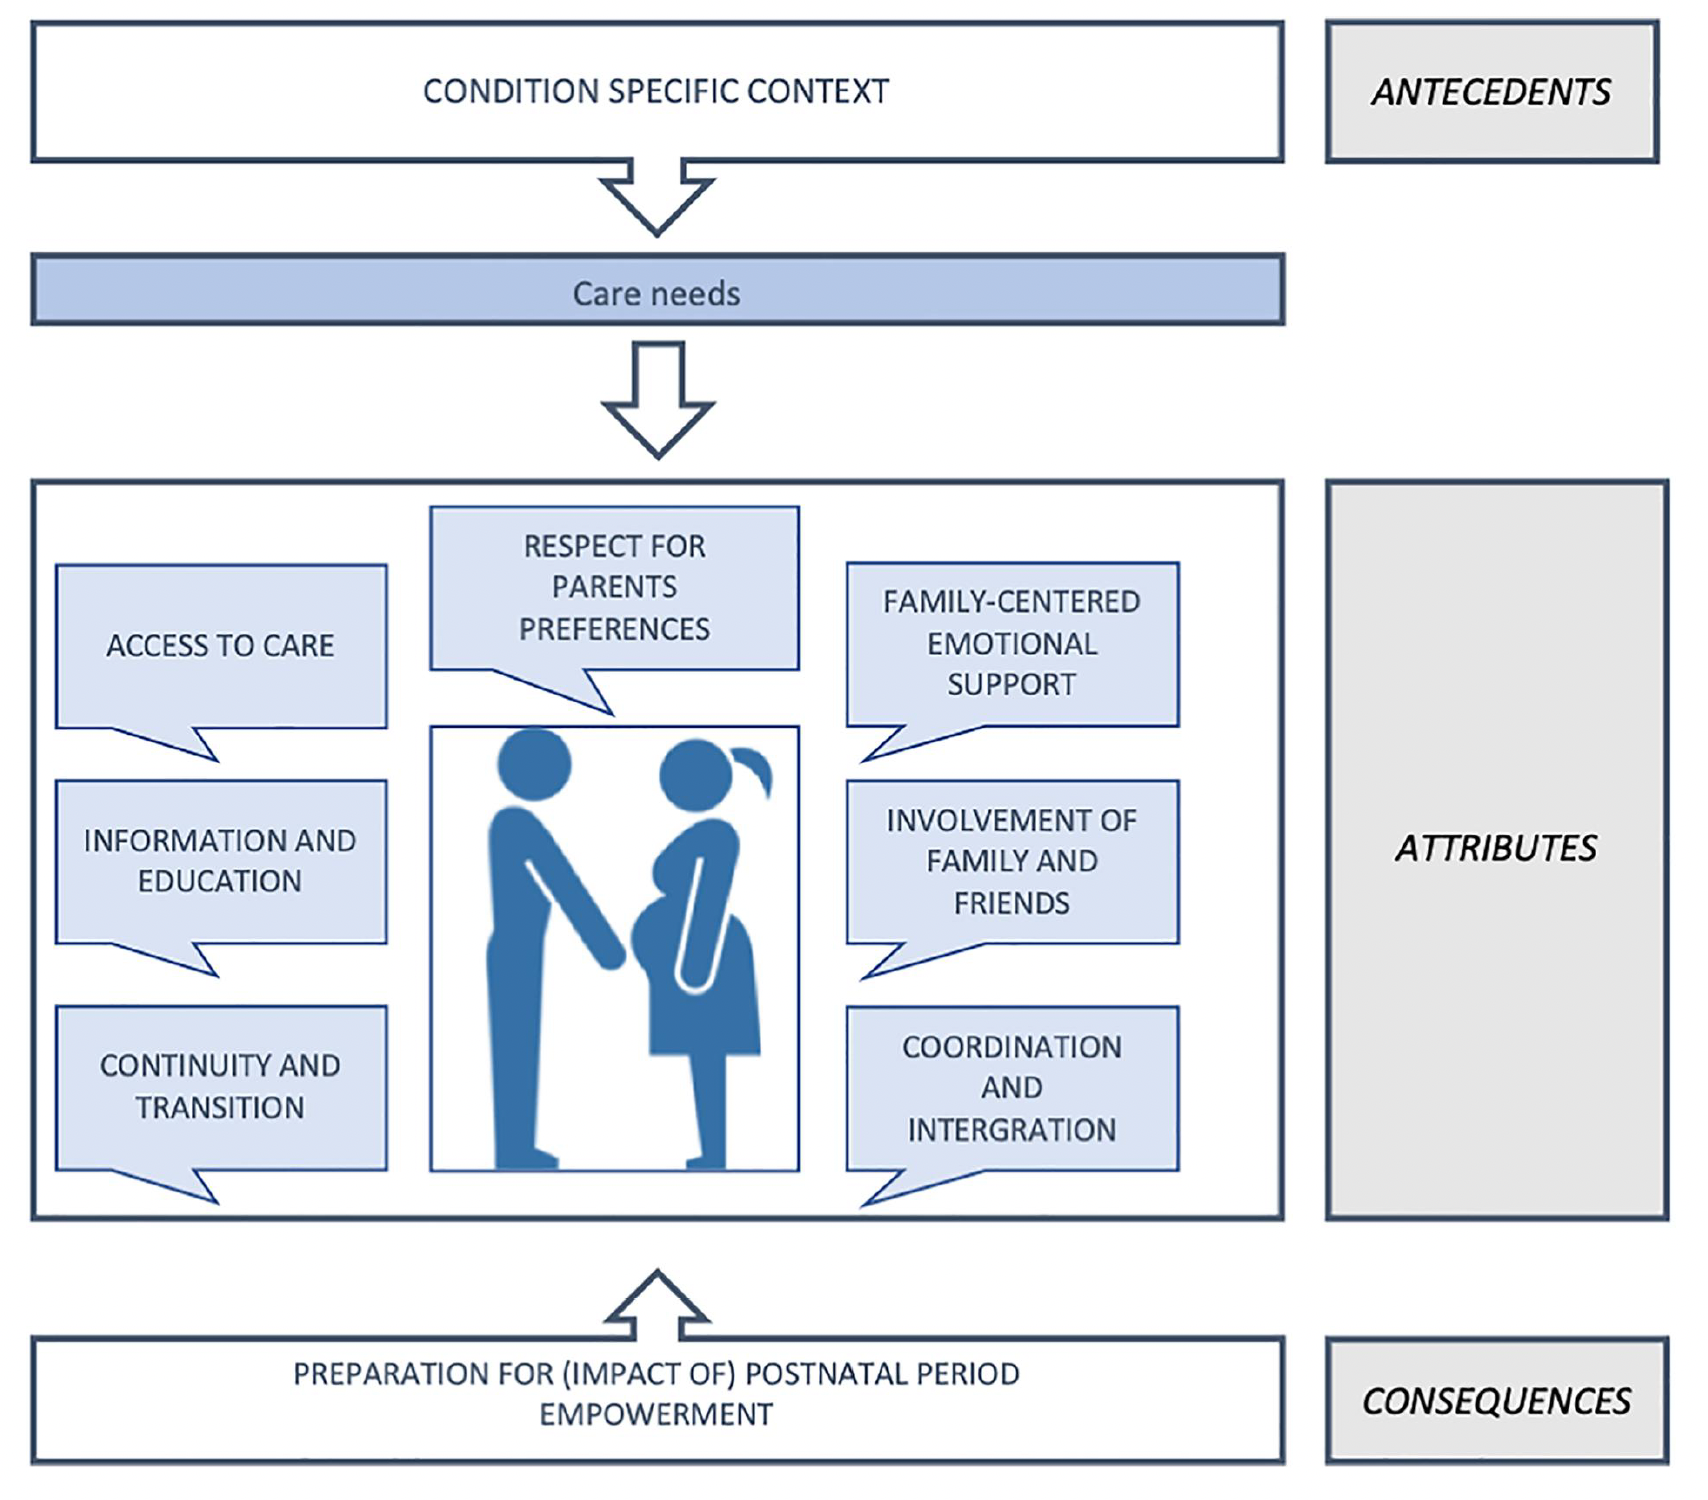 CONDITION SPECIFIC CONTEXT
ANTECEDENTS
Care needs
RESPECT FOR
PARENTS
PREFERENCES
ACCESS TO CARE
FAMILY-CENTERED
EMOTIONAL
SUPPORT
INFORMATION AND
EDUCATION
INVOLVEMENT OF
FAMILY AND
FRIENDS
CONTINUITY AND
TRANSITION
COORDINATION
AND
INTERGRATION
ATTRIBUTES
PREPARATION FOR (IMPACT OF) POSTNATAL PERIOD
EMPOWERMENT
CONSEQUENCES